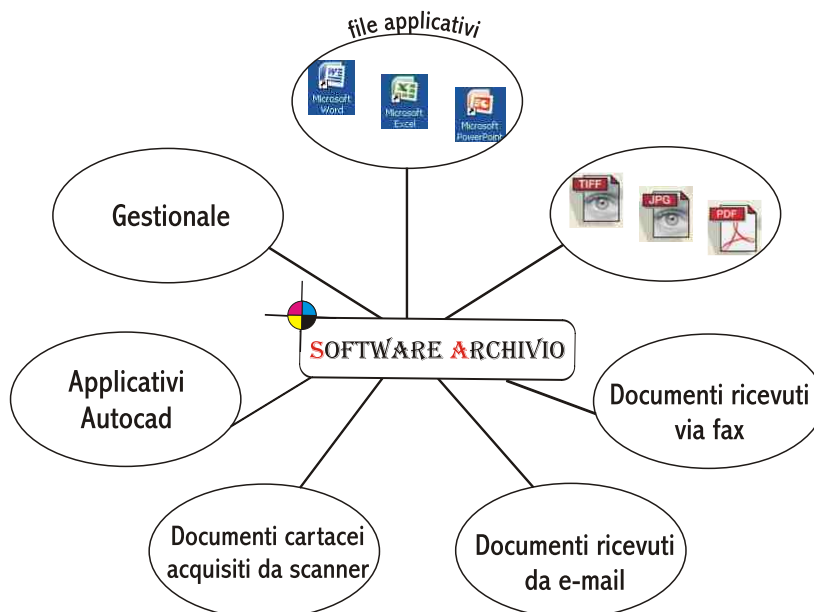 file applicativi
Microsoft
Word
Microsoft
Excel
Microsoft
PowerPoint
Gestionale
TIFF
JPG
PDF
SOFTWARE ARCHIVIO
Applicativi
Autocad
Documenti ricevuti
via fax
Documenti cartacei
acquisiti da scanner
Documenti ricevuti
da e-mail